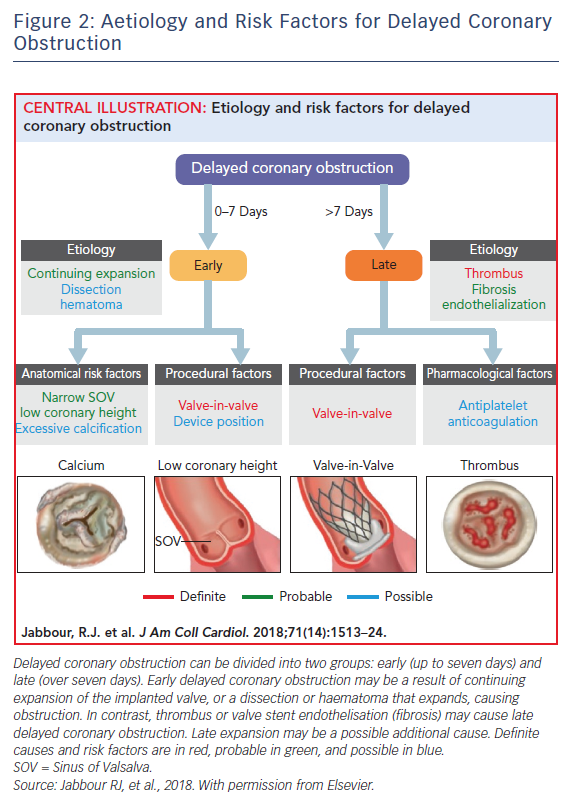 Figure 2: Aetiology and Risk Factors for Delayed Coronary
Obstruction
CENTRAL ILLUSTRATION: Etiology and risk factors for delayed
coronary obstruction
Delayed coronary obstruction
0–7 Days
>7 Days
Etiology
Continuing expansion
Dissection
hematoma
Early
Late
Etiology
Thrombus
Fibrosis
endothelialization
Anatomical risk factors
Narrow SOV
low coronary height
Excessive calcification
Procedural factors
Valve-in-valve
Device position
Procedural factors
Valve-in-valve
Pharmacological factors
Antiplatelet
anticoagulation
Calcium
Low coronary height
Valve-in-Valve
Thrombus
SOV
Definite
Probable
Possible
Jabbour, R.J. et al. J Am Coll Cardiol. 2018;71(14):1513–24.
Delayed coronary obstruction can be divided into two groups: early (up to seven days) and
late (over seven days). Early delayed coronary obstruction may be a result of continuing
expansion of the implanted valve, or a dissection or haematoma that expands, causing
obstruction. In contrast, thrombus or valve stent endothelisation (fibrosis) may cause late
delayed coronary obstruction. Late expansion may be a possible additional cause. Definite
causes and risk factors are in red, probable in green, and possible in blue.
SOV = Sinus of Valsalva.
Source: Jabbour RJ, et al., 2018. With permission from Elsevier.